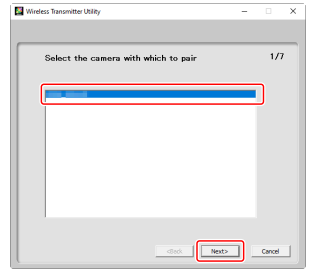 Wireless Transmitter Utility
Select the camera with which to pair
1/7
<Back
Next>
Cancel